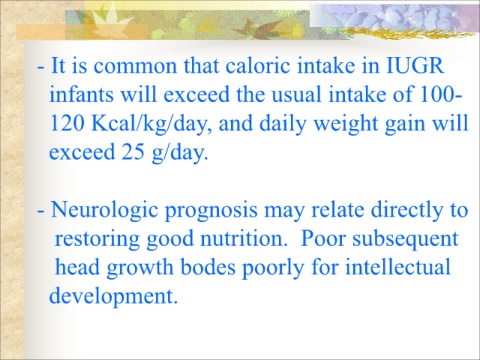 - It is common that caloric intake in IUGR
infants will exceed the usual intake of 100-
120 Kcal/kg/day, and daily weight gain will
exceed 25 g/day.
- Neurologic prognosis may relate directly to
restoring good nutrition.  Poor subsequent
head growth bodes poorly for intellectual
development.